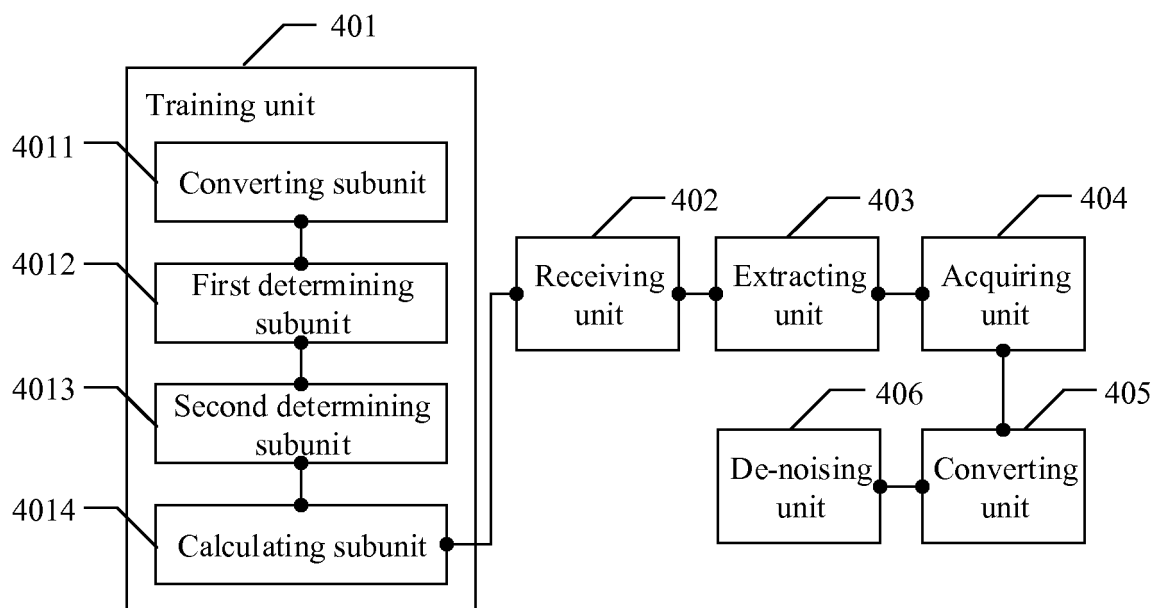 401
Training unit
4011
Converting subunit
4012
First determining
subunit
4013
Second determining
subunit
4014
Calculating subunit
402
Receiving
unit
403
Extracting
unit
404
Acquiring
unit
405
Converting
unit
406
De-noising
unit